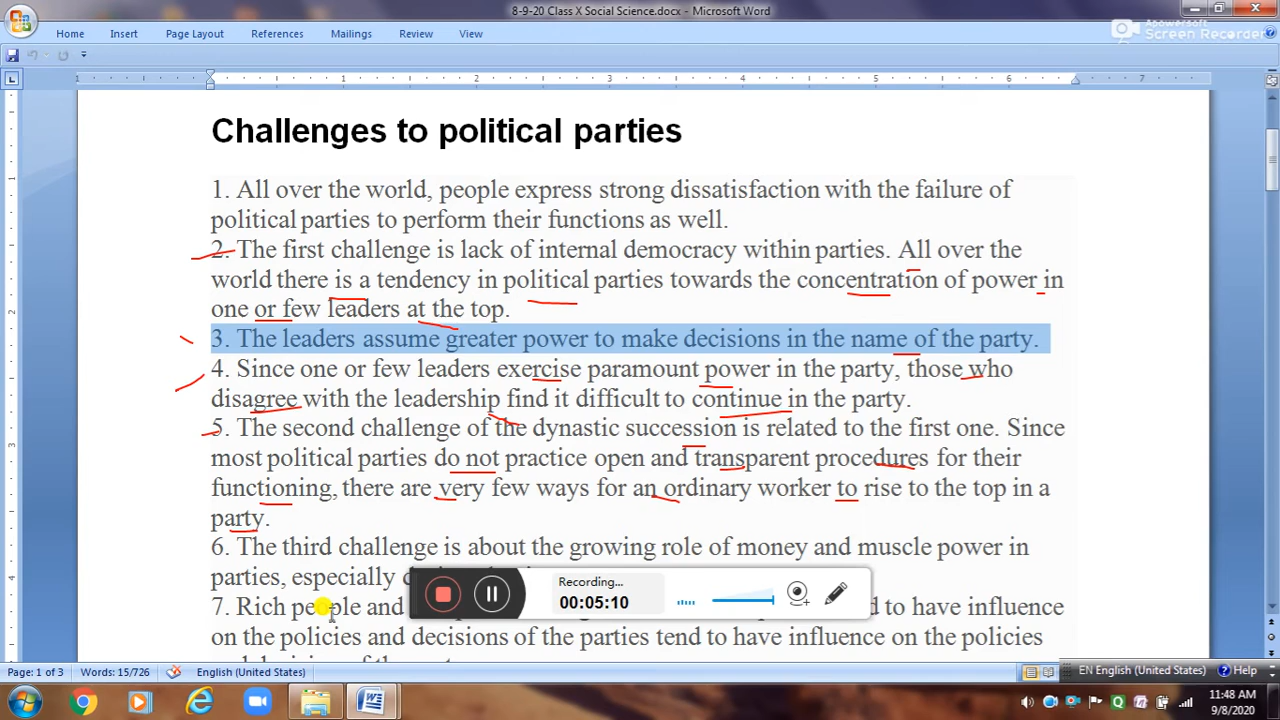 8-9-20 Class X Social Science.docx - Microsoft Word
Apowersoft
Screen Recorder
Home Insert Page Layout References Mailings Review View
1 1 2 3 4 5 6 7
Challenges to political parties
1. All over the world, people express strong dissatisfaction with the failure of
political parties to perform their functions as well.
2. The first challenge is lack of internal democracy within parties. All over the
world there is a tendency in political parties towards the concentration of power in
one or few leaders at the top.
3. The leaders assume greater power to make decisions in the name of the party.
4. Since one or few leaders exercise paramount power in the party, those who
disagree with the leadership find it difficult to continue in the party.
5. The second challenge of the dynastic succession is related to the first one. Since
most political parties do not practice open and transparent procedures for their
functioning, there are very few ways for an ordinary worker to rise to the top in a
party.
6. The third challenge is about the growing role of money and muscle power in
parties, especially
Recording...
00:05:10
7. Rich people and d to have influence
on the policies and decisions of the parties tend to have influence on the policies
Page: 1 of 3 Words: 15/726 English (United States) EN English (United States) Help
11:48 AM
9/8/2020